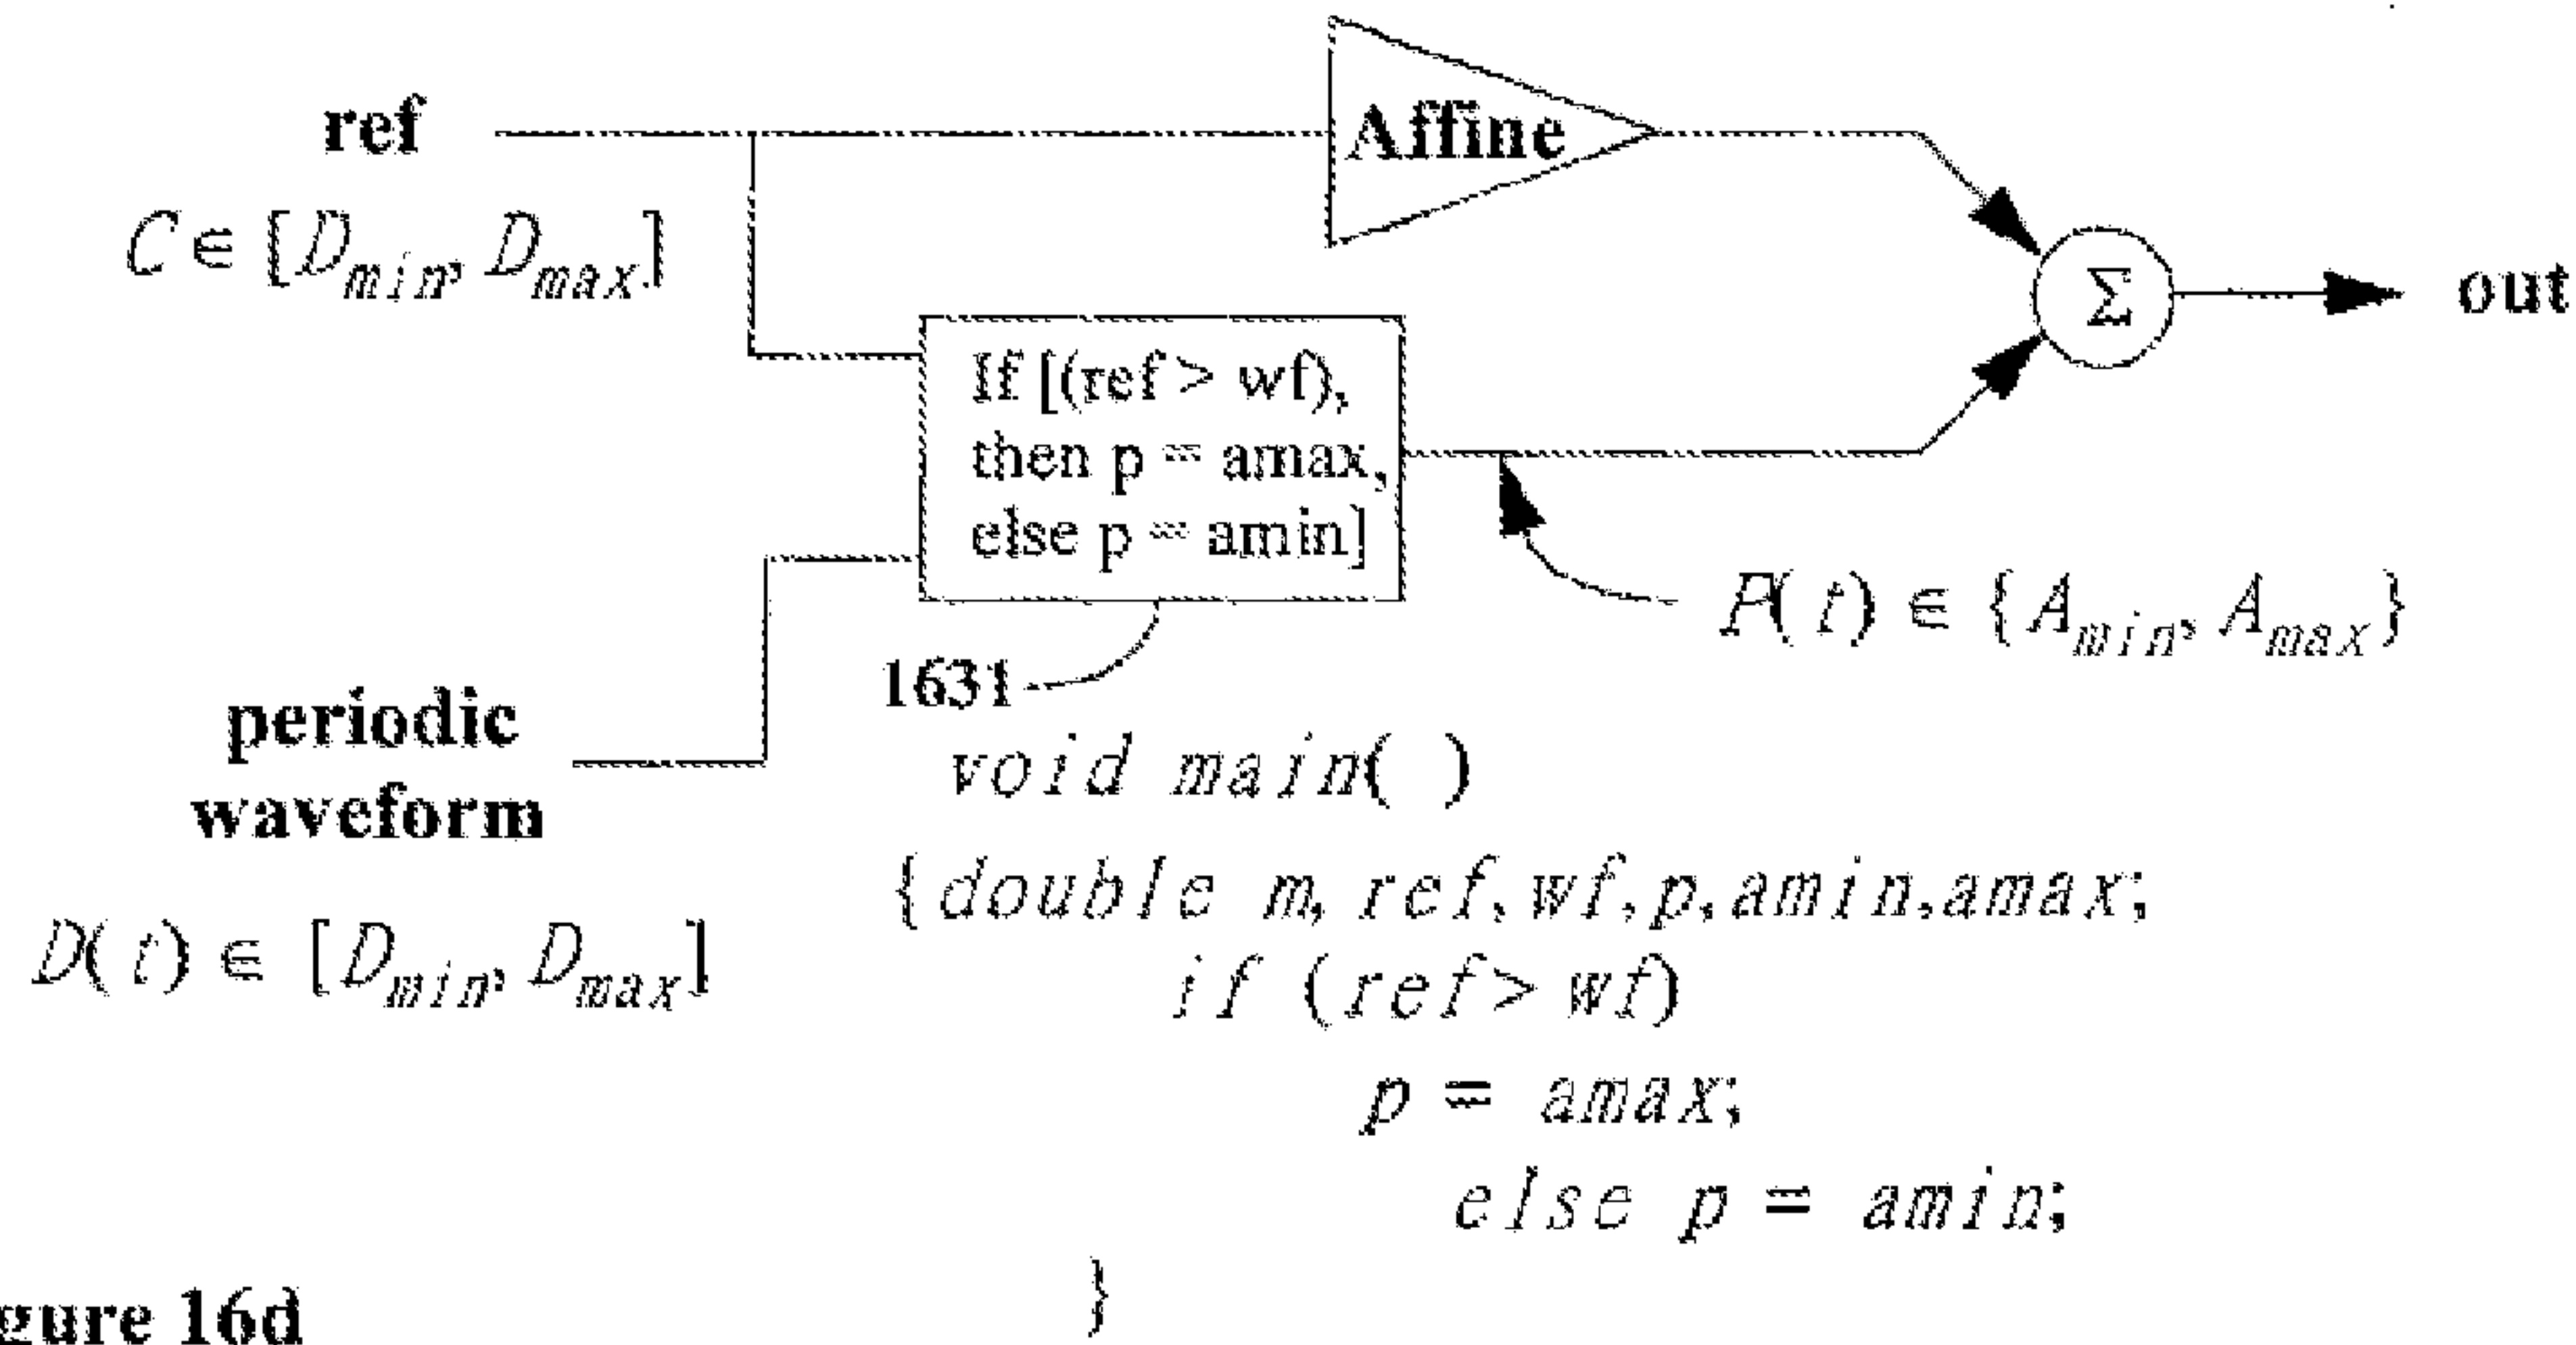 ref
Affine
C ∈ [D_min, D_max]
Σ
out
If [(ref > wf),
then p = amax,
else p = amin]
P(t) ∈ {A_min, A_max}
1631
periodic
waveform
D(t) ∈ [D_min, D_max]
void main( )
{double m, ref, wf, p, amin, amax;
if (ref > wf)
p = amax;
else p = amin;
}
gure 16d